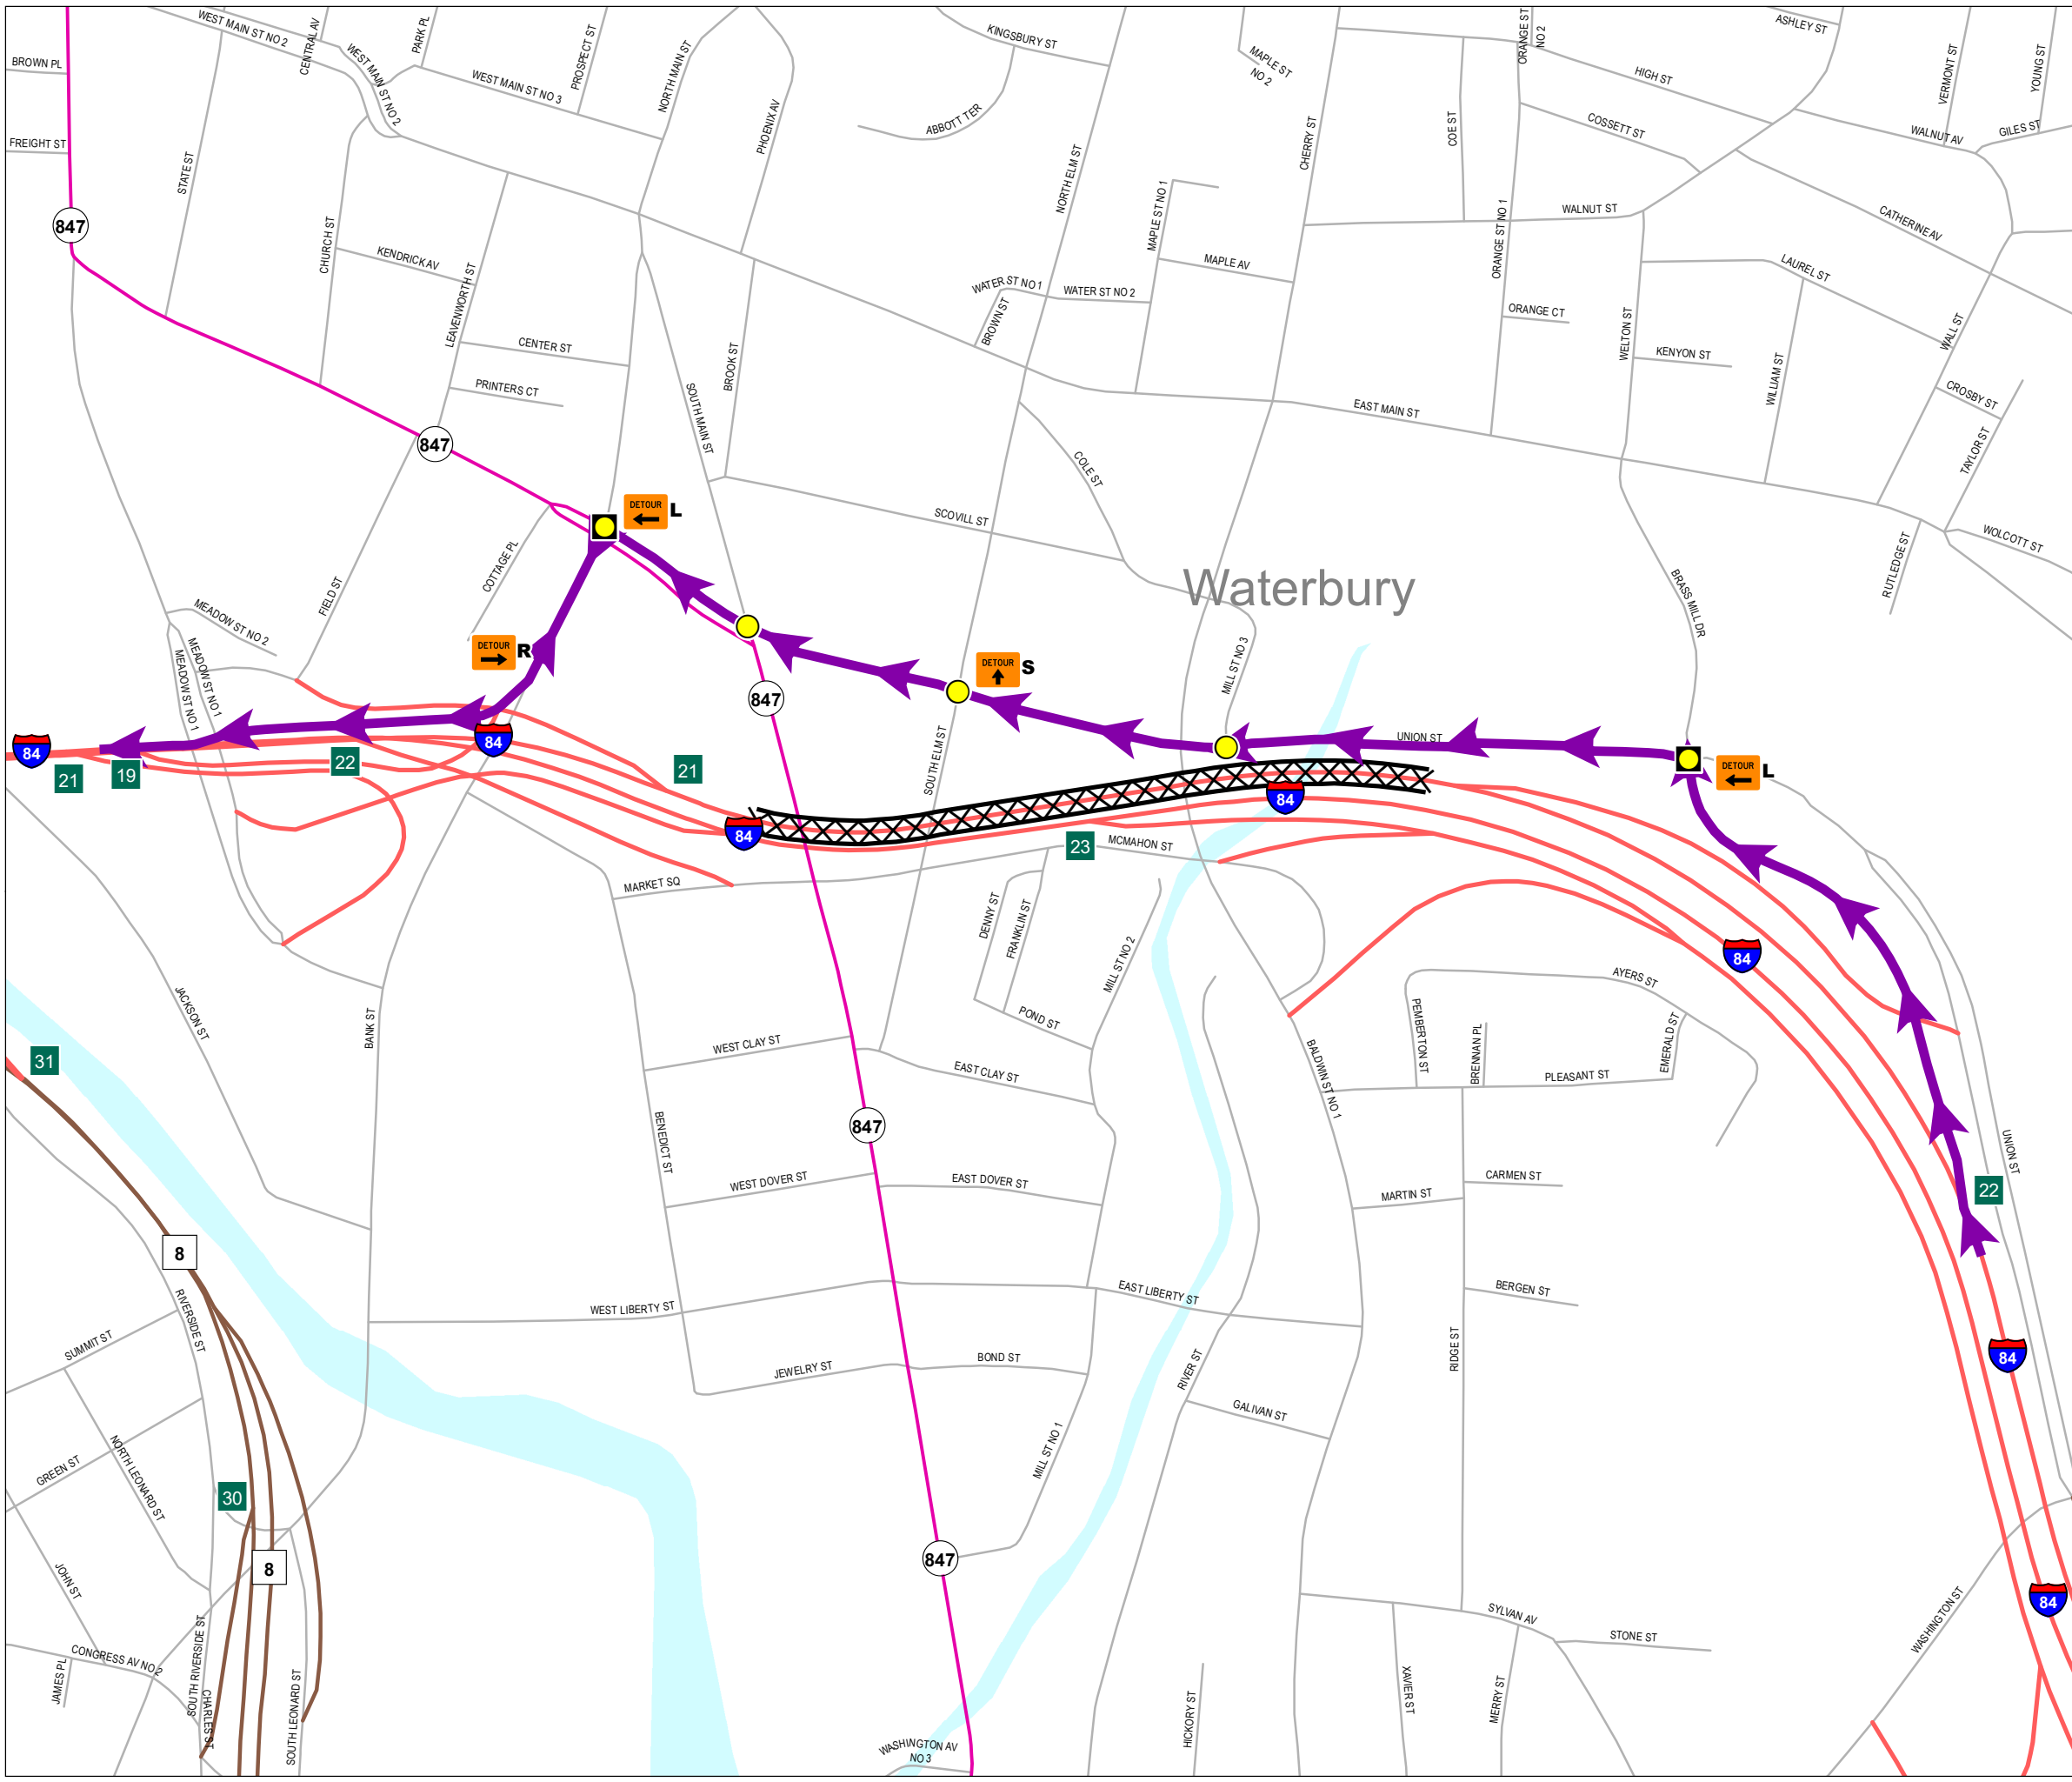 WEST MAIN ST NO 2
CENTRAL AV
PARK PL
WEST MAIN ST NO 2
PROSPECT ST
NORTH MAIN ST
KINGSBURY ST
MAPLE ST
NO 2
ORANGE ST
NO 2
ASHLEY ST
BROWN PL
WEST MAIN ST NO 3
HIGH ST
VERMONT ST
YOUNG ST
FREIGHT ST
STATE ST
PHOENIX AV
ABBOTT TER
CHERRY ST
COE ST
COSSETT ST
WALNUT AV
GILES ST
NORTH ELM ST
847
CHURCH ST
KENDRICK AV
LEAVENWORTH ST
MAPLE ST NO 1
MAPLE AV
ORANGE ST NO 1
WALNUT ST
CATHERINE AV
LAUREL ST
WATER ST NO 1
WATER ST NO 2
BROWN ST
ORANGE CT
WELTON ST
KENYON ST
WALL ST
CENTER ST
PRINTERS CT
BROOK ST
SOUTH MAIN ST
WILLIAM ST
CROSBY ST
TAYLOR ST
EAST MAIN ST
847
COLE ST
DETOUR
L
SCOVILL ST
WOLCOTT ST
RUTLEDGE ST
COTTAGE PL
FIELD ST
Waterbury
BRASS MILL DR
MEADOW ST NO 2
MEADOW ST NO 1
MEADOW ST NO 1
DETOUR
R
DETOUR
S
MILL ST NO 3
847
UNION ST
84
84
21
19
22
21
SOUTH ELM ST
DETOUR
L
84
84
23
MCMAHON ST
MARKET SQ
DENNY ST
FRANKLIN ST
MILL ST NO 2
84
JACKSON ST
BANK ST
POND ST
PEMBERTON ST
AYERS ST
BRENNAN PL
EMERALD ST
31
WEST CLAY ST
EAST CLAY ST
BALDWIN ST NO 1
PLEASANT ST
847
BENEDICT ST
UNION ST
WEST DOVER ST
EAST DOVER ST
MARTIN ST
CARMEN ST
22
8
RIVERSIDE ST
WEST LIBERTY ST
EAST LIBERTY ST
BERGEN ST
SUMMIT ST
JEWELRY ST
BOND ST
RIVER ST
RIDGE ST
84
GALIVAN ST
GREEN ST
NORTH LEONARD ST
MILL ST NO 1
30
8
847
84
JOHN ST
CONGRESS AV NO 2
JAMES PL
SOUTH RIVERSIDE ST
CHARLES ST
SOUTH LEONARD ST
SYLVAN AV
STONE ST
WASHINGTON ST
HICKORY ST
XAVIER ST
MERRY ST
WASHINGTON AV
NO 3